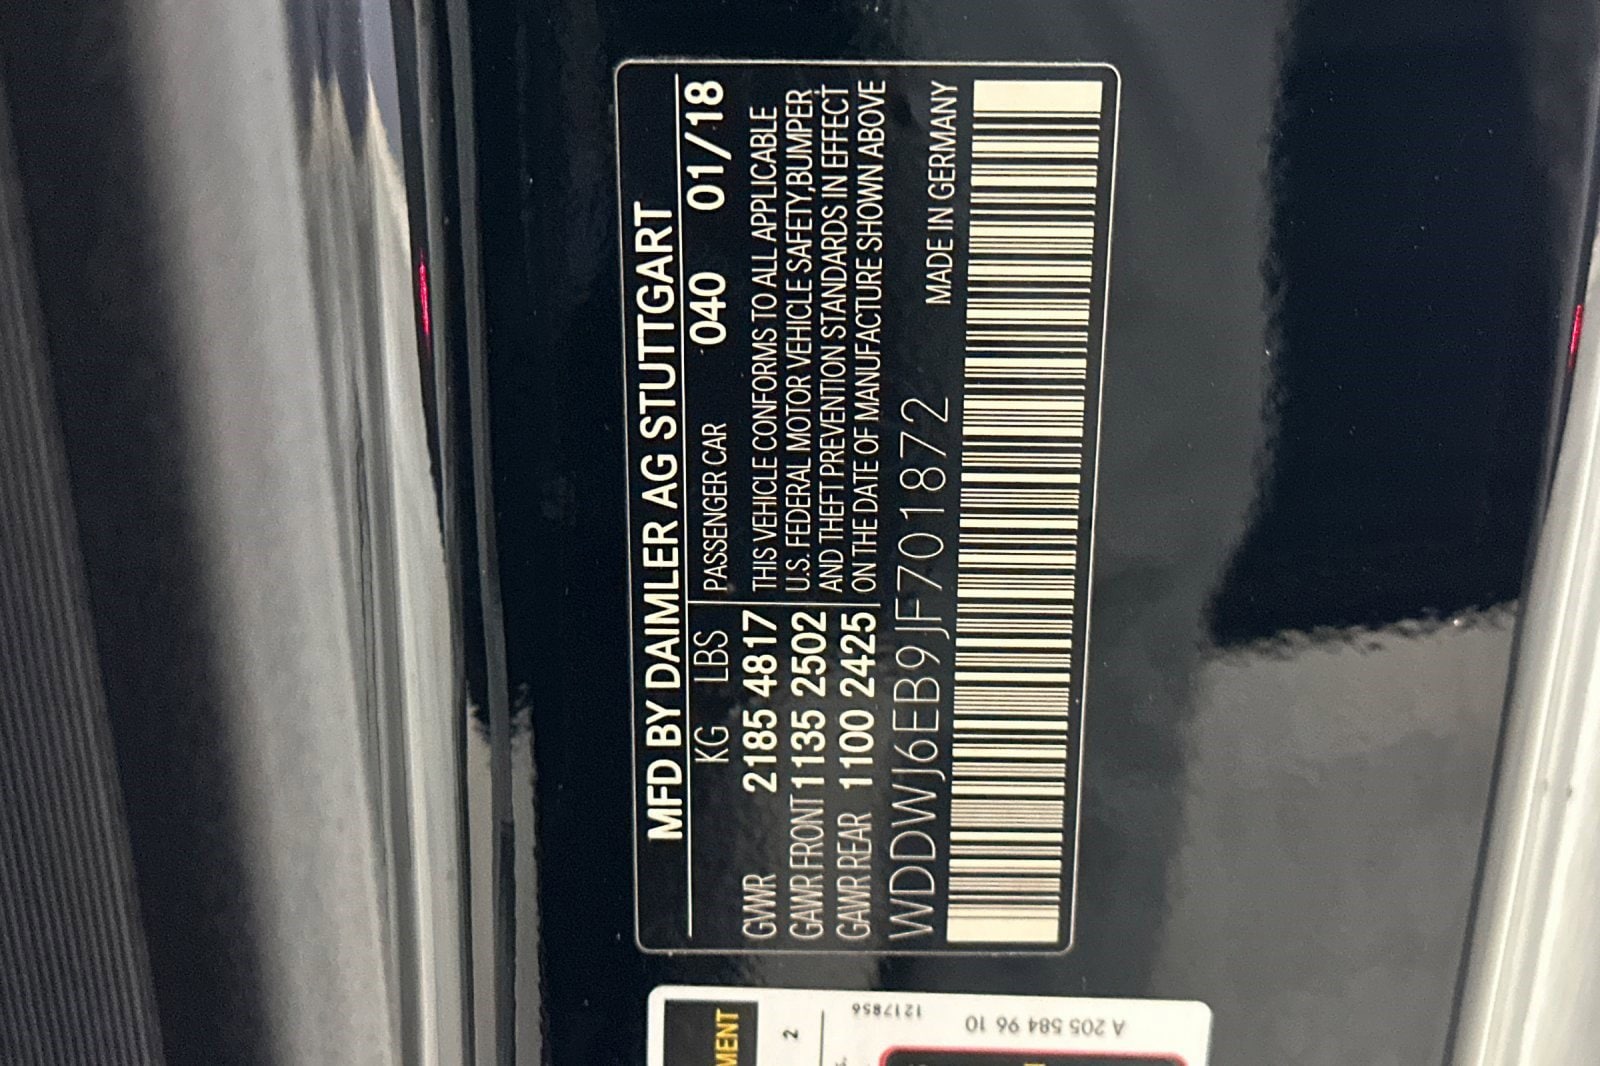 MFD BY DAIMLER AG STUTTGART
KG LBS PASSENGER CAR 040 01/18
GVWR 2185 4817 THIS VEHICLE CONFORMS TO ALL APPLICABLE
U.S. FEDERAL MOTOR VEHICLE SAFETY,BUMPER
GAWR FRONT 1135 2502 AND THEFT PREVENTION STANDARDS IN EFFECT
GAWR REAR 1100 2425 ON THE DATE OF MANUFACTURE SHOWN ABOVE
WDDWJ6EB9JF701872 MADE IN GERMANY
MENT
2
1217856
A 205 584 96 10